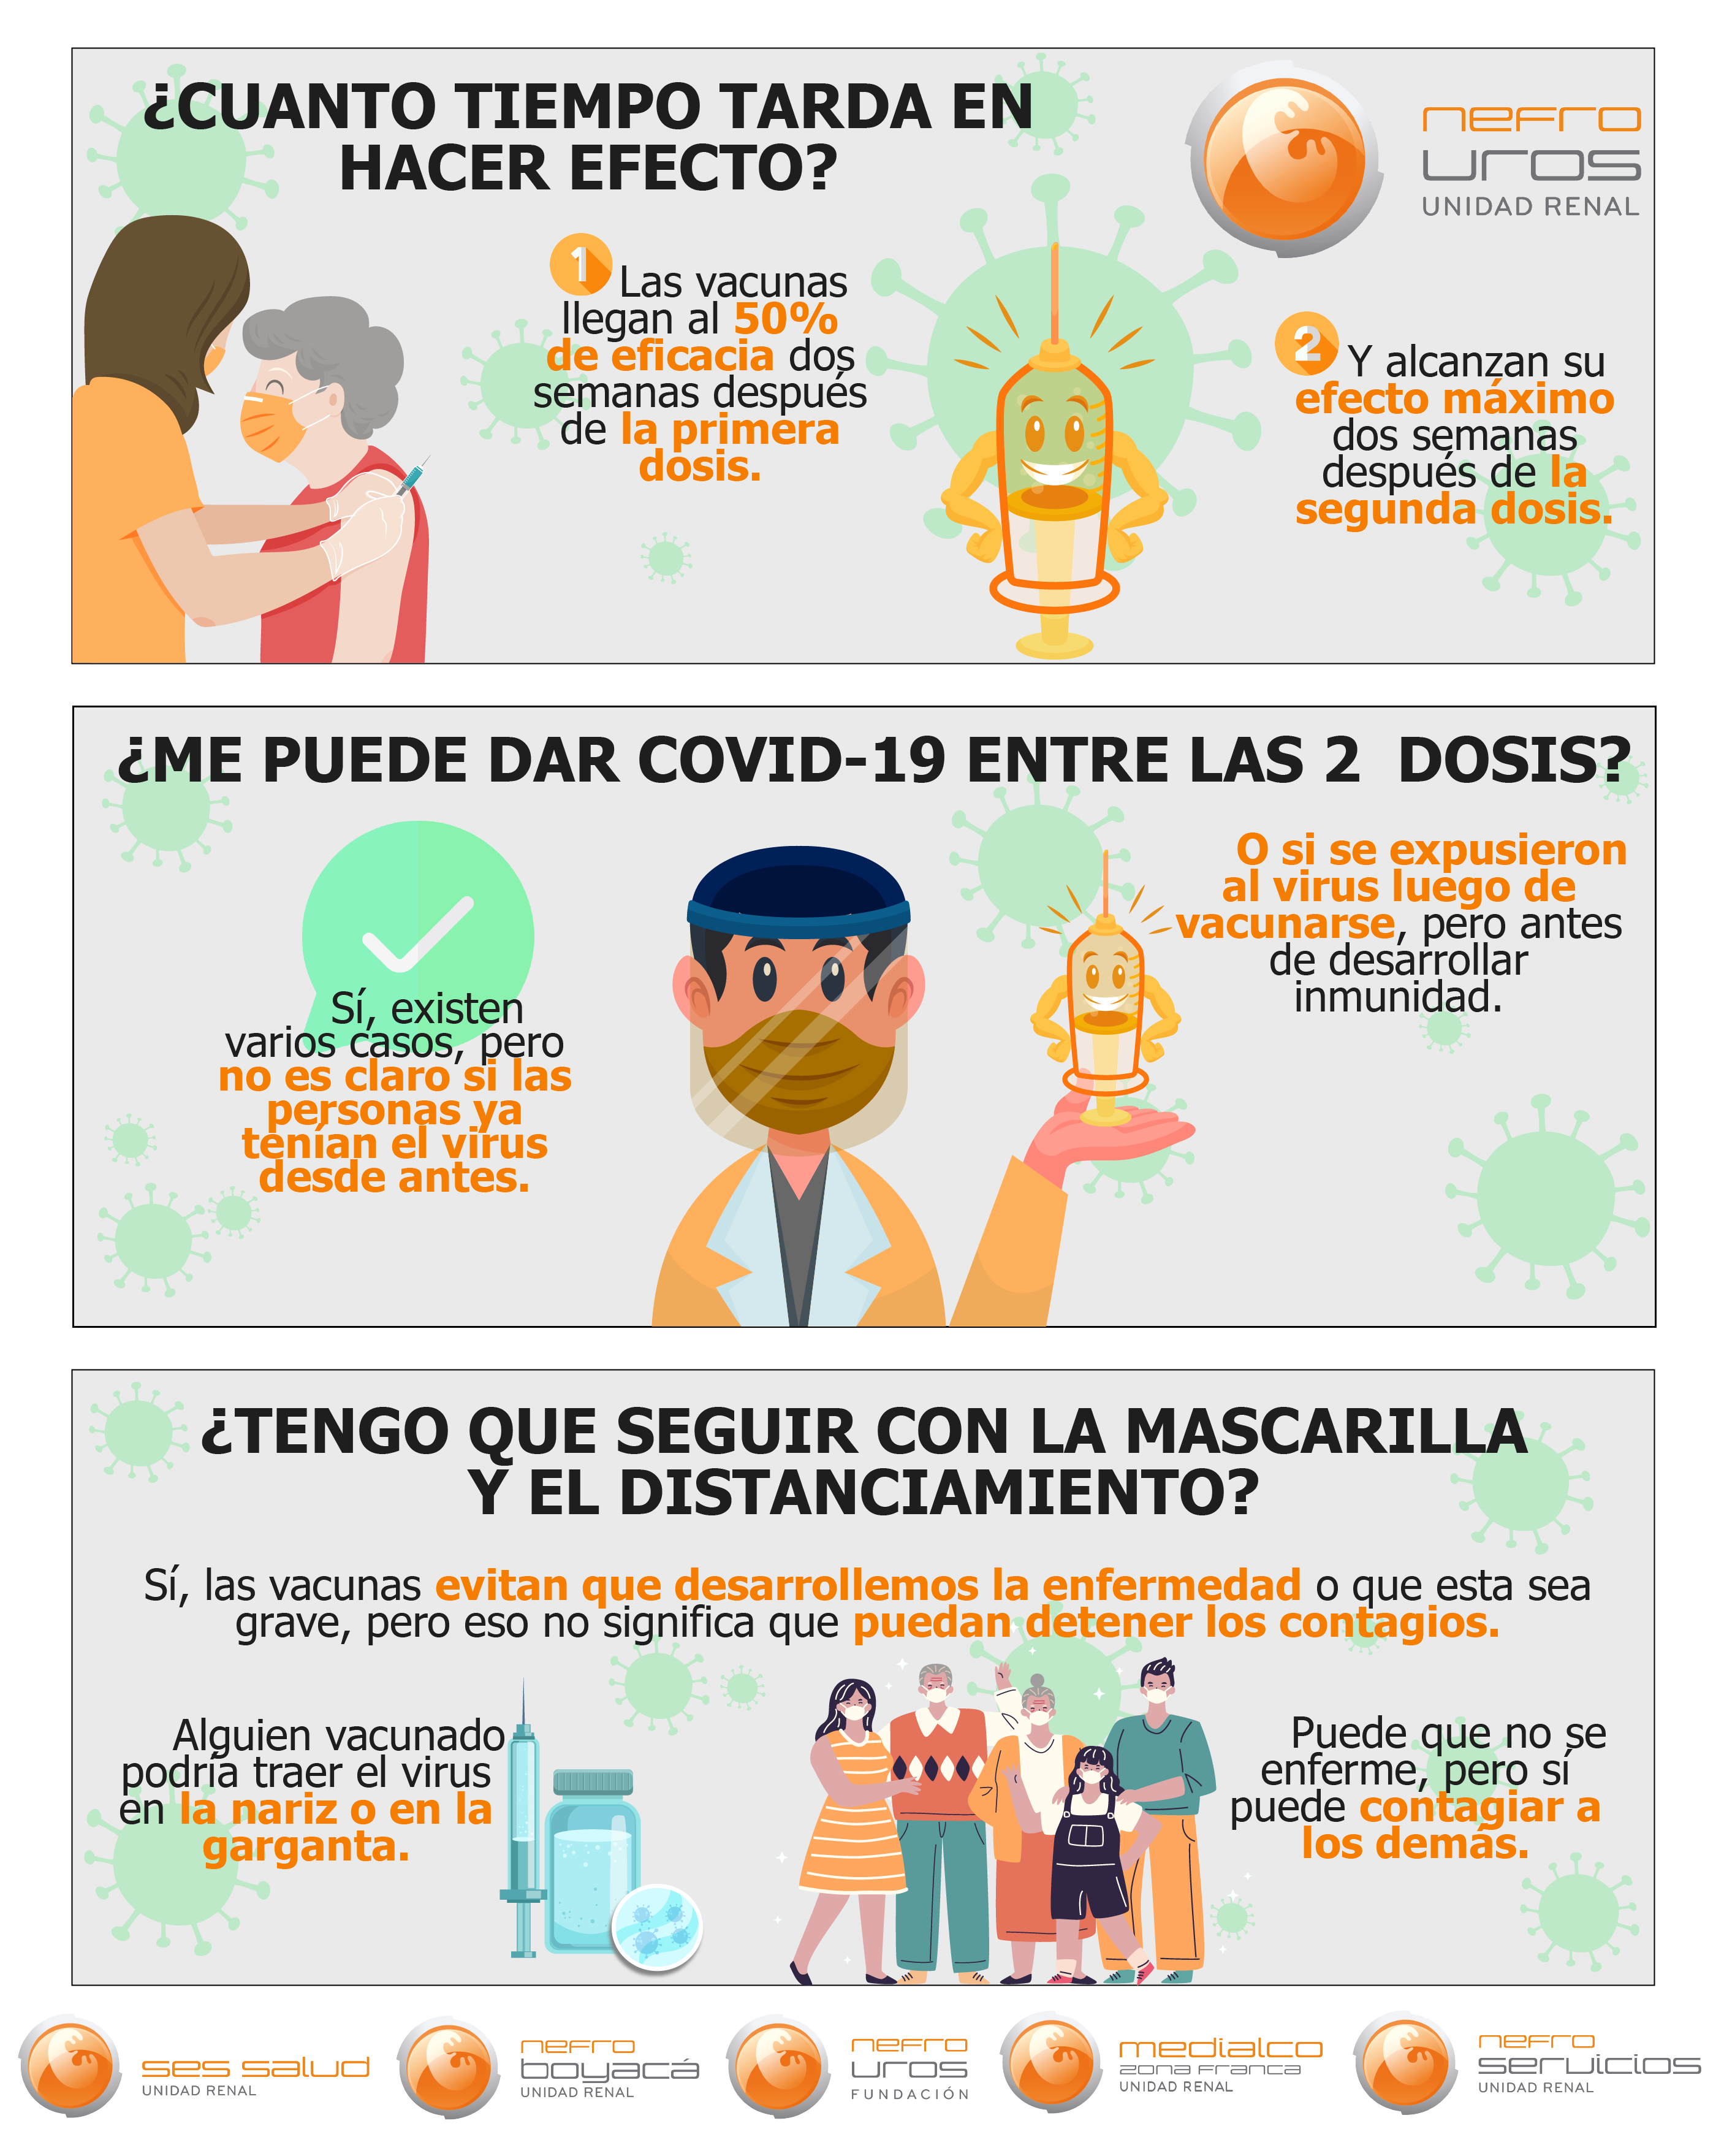 ¿CUANTO TIEMPO TARDA EN
HACER EFECTO?
nefro
uros
UNIDAD RENAL
1 Las vacunas
llegan al 50%
de eficacia dos
semanas después
de la primera
dosis.
2 Y alcanzan su
efecto máximo
dos semanas
después de la
segunda dosis.
¿ME PUEDE DAR COVID-19 ENTRE LAS 2 DOSIS?
Sí, existen
varios casos, pero
no es claro si las
personas ya
tenían el virus
desde antes.
O si se expusieron
al virus luego de
vacunarse, pero antes
de desarrollar
inmunidad.
¿TENGO QUE SEGUIR CON LA MASCARILLA
Y EL DISTANCIAMIENTO?
Sí, las vacunas evitan que desarrollemos la enfermedad o que esta sea
grave, pero eso no significa que puedan detener los contagios.
Alguien vacunado
podría traer el virus
en la nariz o en la
garganta.
Puede que no se
enferme, pero sí
puede contagiar a
los demás.
ses salud
UNIDAD RENAL
nefro
boyacá
UNIDAD RENAL
nefro
uros
FUNDACIÓN
medialco
zona franca
UNIDAD RENAL
nefro
servicios
UNIDAD RENAL